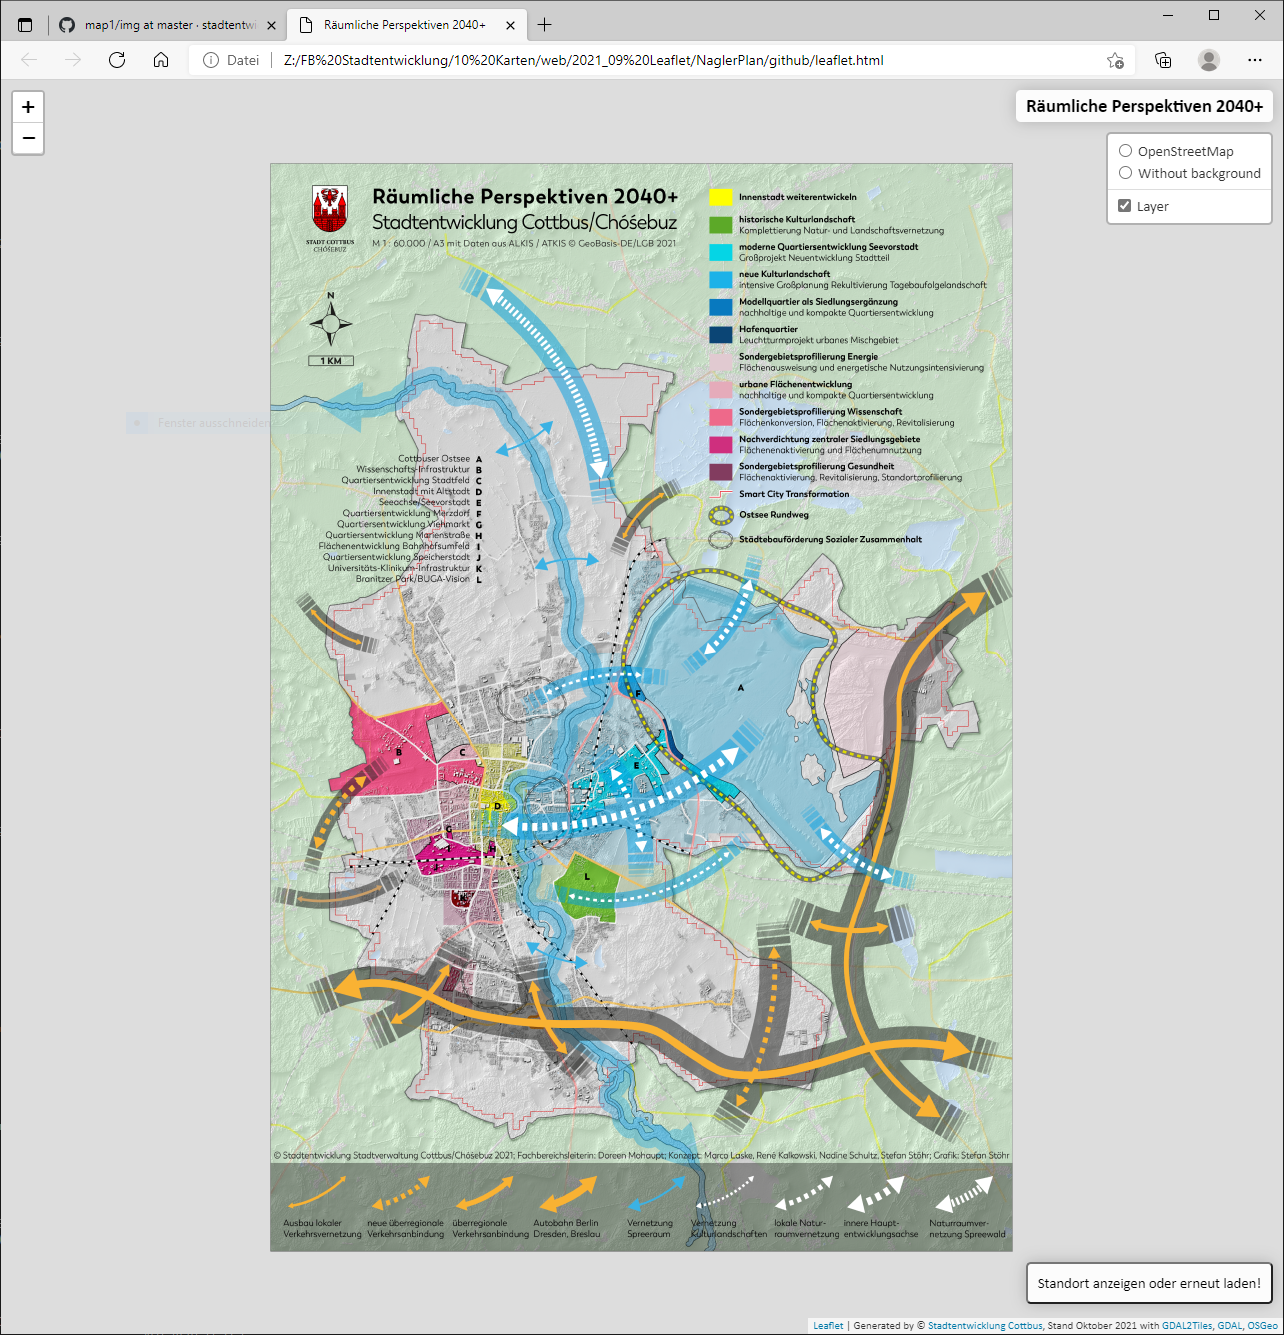 map1/img at master · stadtentwi
Räumliche Perspektiven 2040+
Datei
Z:/FB%20Stadtentwicklung/10%20Karten/web/2021_09%20Leaflet/NaglerPlan/github/leaflet.html
+
−
Räumliche Perspektiven 2040+
OpenStreetMap
Without background
Layer
Fenster ausschneiden
STADT COTTBUS
CHÓŚEBUZ
Räumliche Perspektiven 2040+
Stadtentwicklung Cottbus/Chóśebuz
M 1 : 60.000 / A3 mit Daten aus ALKIS / ATKIS © GeoBasis-DE/LGB 2021
N
1 KM
Innenstadt weiterentwickeln
historische Kulturlandschaft
Komplettierung Natur- und Landschaftsvernetzung
moderne Quartiersentwicklung Seevorstadt
Großprojekt Neuentwicklung Stadtteil
neue Kulturlandschaft
intensive Großplanung Rekultivierung Tagebaufolgelandschaft
Modellquartier als Siedlungsergänzung
nachhaltige und kompakte Quartiersentwicklung
Hafenquartier
Leuchtturmprojekt urbanes Mischgebiet
Sondergebietsprofilierung Energie
Flächenausweisung und energetische Nutzungsintensivierung
urbane Flächenentwicklung
nachhaltige und kompakte Quartiersentwicklung
Sondergebietsprofilierung Wissenschaft
Flächenkonversion, Flächenaktivierung, Revitalisierung
Nachverdichtung zentraler Siedlungsgebiete
Flächenenaktivierung und Flächenumnutzung
Sondergebietsprofilierung Gesundheit
Flächenaktivierung, Revitalisierung, Standortprofilierung
Smart City Transformation
Ostsee Rundweg
Städtebauförderung Sozialer Zusammenhalt
Cottbuser Ostsee A
Wissenschafts-Infrastruktur B
Quartiersentwicklung Stadtfeld C
Innenstadt mit Altstadt D
Seeachse/Seevorstadt E
Quartiersentwicklung Merzdorf F
Quartiersentwicklung Viehmarkt G
Quartiersentwicklung Marienstraße H
Flächenentwicklung Bahnhofsumfeld I
Quartiersentwicklung Speicherstadt J
Universitäts-Klinikum-Infrastruktur K
Branitzer Park/BUGA-Vision L
A
F
B
C
E
D
G
I
H
J
L
K
© Stadtentwicklung Stadtverwaltung Cottbus/Chóśebuz 2021; Fachbereichsleiterin: Doreen Mohaupt; Konzept: Marco Laske, René Kalkowski, Nadine Schultz, Stefan Stöhr; Grafik: Stefan Stöhr
Ausbau lokaler
Verkehrsvernetzung
neue überregionale
Verkehrsanbindung
überregionale
Verkehrsanbindung
Autobahn Berlin
Dresden, Breslau
Vernetzung
Spreeraum
Vernetzung
Kulturlandschaften
lokale Natur-
raumvernetzung
innere Haupt-
entwicklungsachse
Naturraumver-
netzung Spreewald
Standort anzeigen oder erneut laden!
Leaflet | Generated by © Stadtentwicklung Cottbus, Stand Oktober 2021 with GDAL2Tiles, GDAL, OSGeo